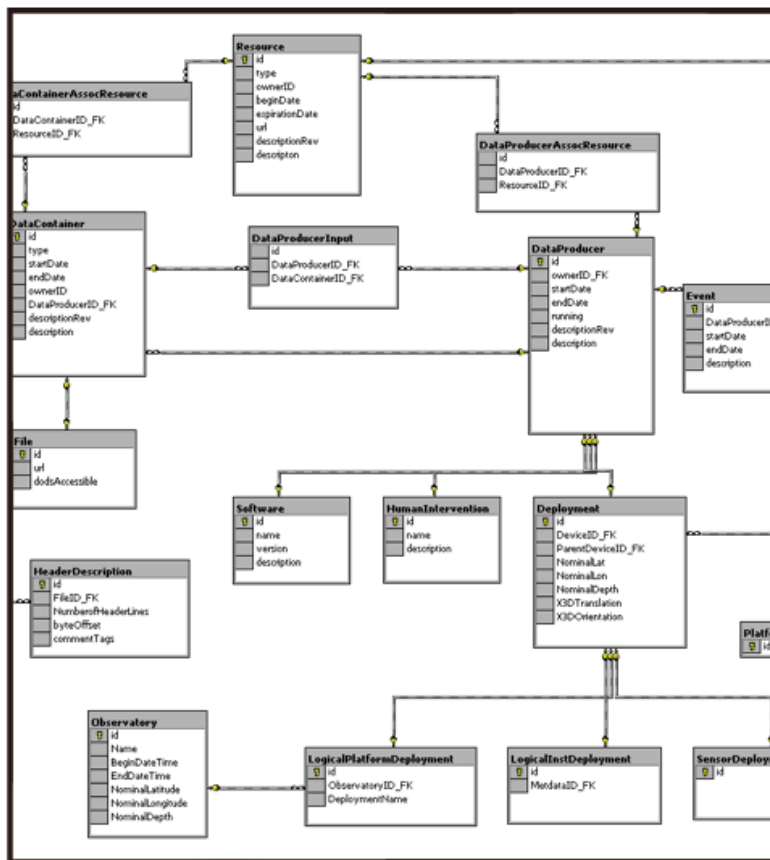 Resource
id
type
ownerID
beginDate
expirationDate
url
descriptionRev
descripton
aContainerAssocResource
id
DataContainerID_FK
ResourceID_FK
DataProducerAssocResource
id
DataProducerID_FK
ResourceID_FK
DataContainer
id
type
startDate
endDate
ownerID
DataProducerID_FK
descriptionRev
description
DataProducerInput
id
DataProducerID_FK
DataContainerID_FK
DataProducer
id
ownerID_FK
startDate
endDate
running
descriptionRev
description
Event
id
DataProducerI
startDate
endDate
description
File
id
url
dodsAccessible
Software
id
name
version
description
HumanIntervention
id
name
description
Deployment
id
DeviceID_FK
ParentDeviceID_FK
NominalLat
NominalLon
NominalDepth
X3DTranslation
X3DOrientation
HeaderDescription
id
FileID_FK
NumberofHeaderLines
byteOffset
commentTags
Platfo
id
Observatory
id
Name
BeginDateTime
EndDateTime
NominalLatitude
NominalLongitude
NominalDepth
LogicalPlatformDeployment
id
ObservatoryID_FK
DeploymentName
LogicalInstDeployment
id
MetdataID_FK
SensorDeploym
id